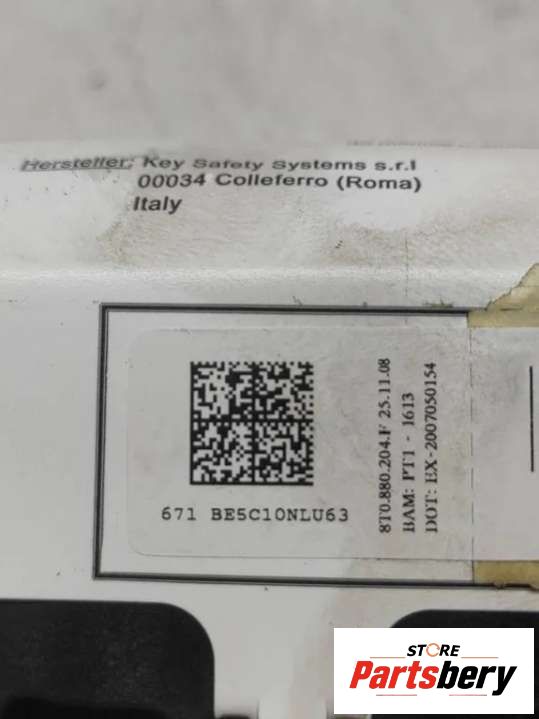 Hersteller: Key Safety Systems s.r.l
00034 Colleferro (Roma)
Italy
671 BE5C10NLU63
8T0.880.204.F 25.11.08
BAM: PT1 - 1613
DOT: EX-2007050154
STORE
Partsbery